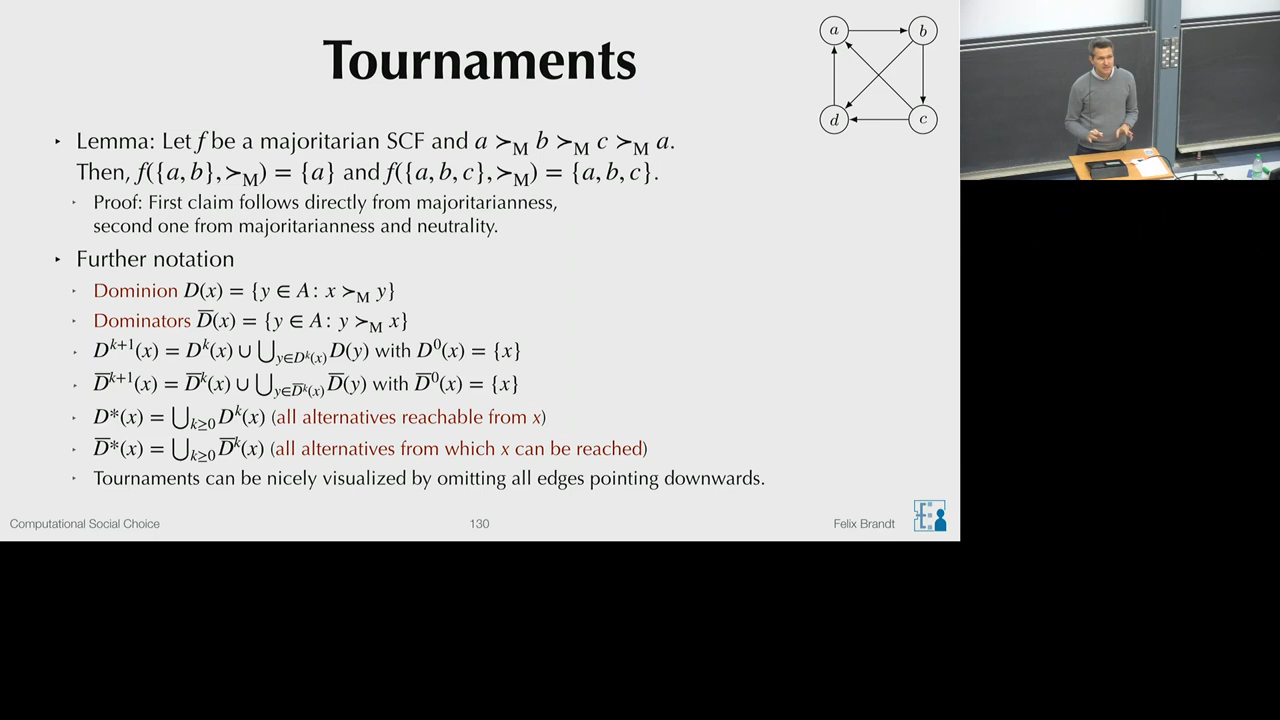 Tournaments
a
b
d
c
‣ Lemma: Let f be a majoritarian SCF and a ≻M b ≻M c ≻M a.
Then, f({a, b}, ≻M) = {a} and f({a, b, c}, ≻M) = {a, b, c}.
‣ Proof: First claim follows directly from majoritarianness,
second one from majoritarianness and neutrality.
‣ Further notation
‣ Dominion D(x) = {y ∈ A: x ≻M y}
‣ Dominators D̅(x) = {y ∈ A: y ≻M x}
‣ Dᵏ⁺¹(x) = Dᵏ(x) ∪ ⋃y∈Dᵏ(x) D(y) with D⁰(x) = {x}
‣ D̅ᵏ⁺¹(x) = D̅ᵏ(x) ∪ ⋃y∈D̅ᵏ(x) D̅(y) with D̅⁰(x) = {x}
‣ D*(x) = ⋃k≥0 Dᵏ(x) (all alternatives reachable from x)
‣ D̅*(x) = ⋃k≥0 D̅ᵏ(x) (all alternatives from which x can be reached)
‣ Tournaments can be nicely visualized by omitting all edges pointing downwards.
Computational Social Choice
130
Felix Brandt